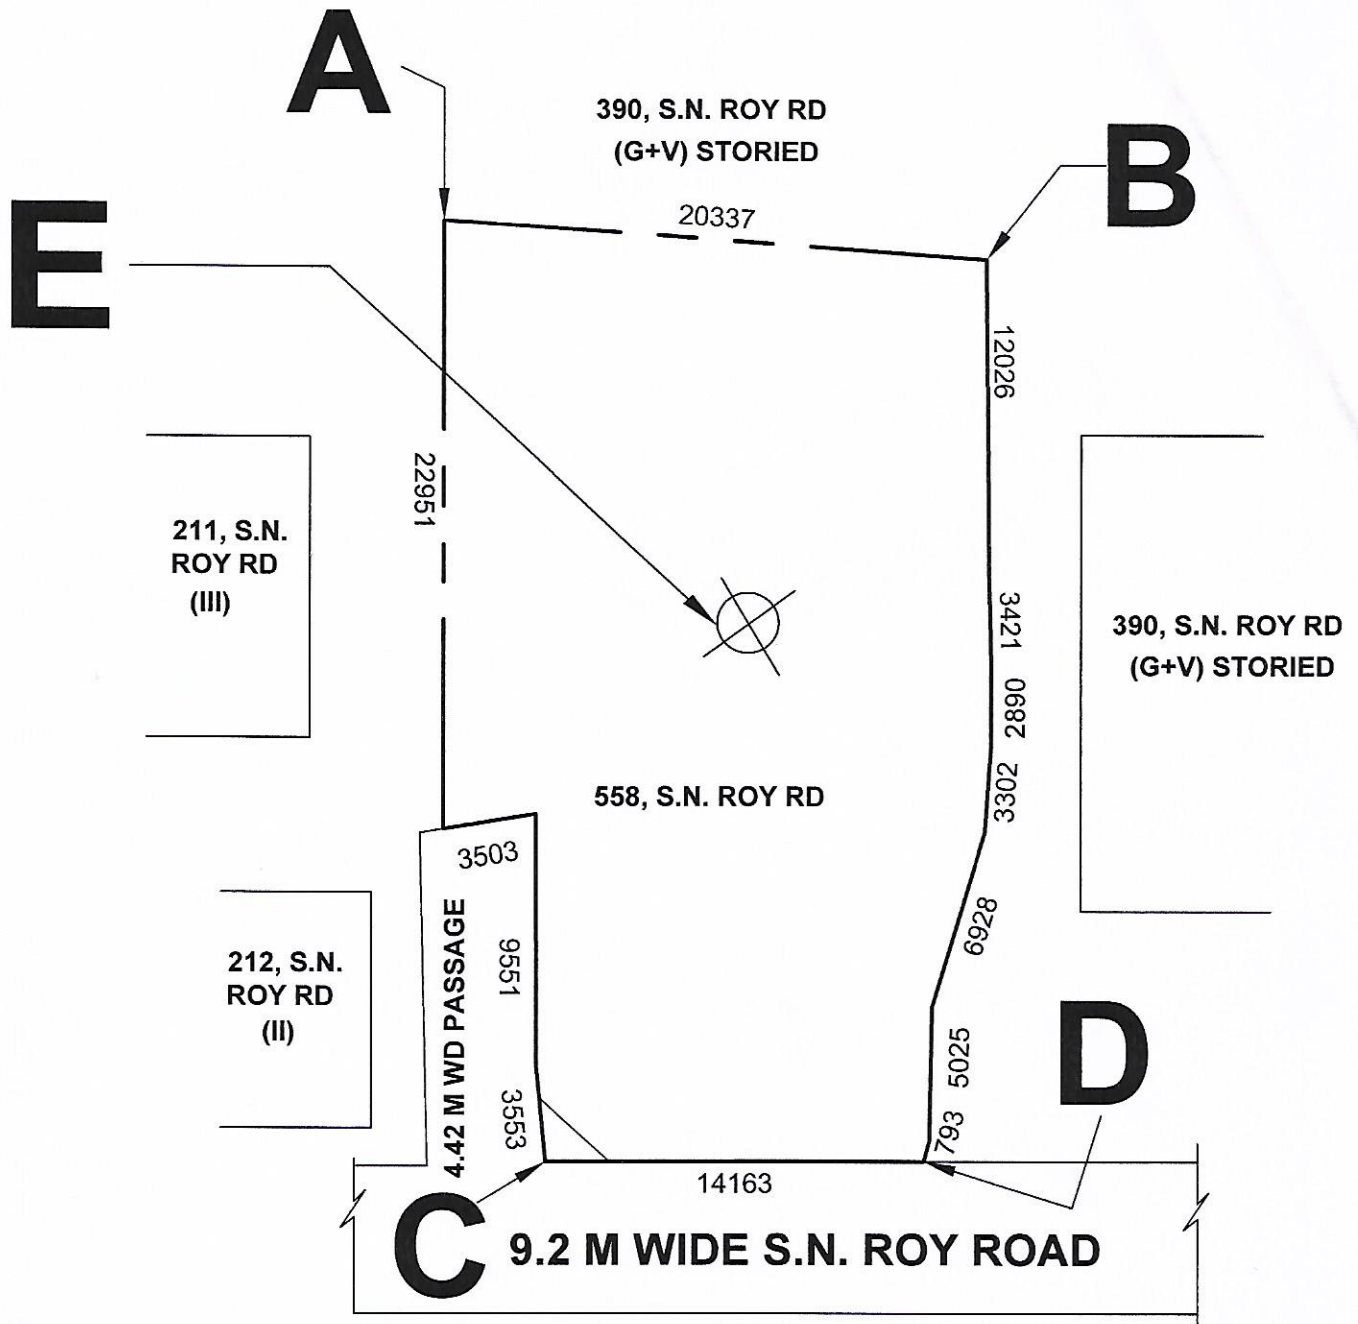 A
390, S.N. ROY RD
(G+V) STORIED
B
20337
E
12026
22951
211, S.N.
ROY RD
(III)
3421
390, S.N. ROY RD
(G+V) STORIED
2890
3302
558, S.N. ROY RD
3503
4.42 M WD PASSAGE
6928
212, S.N.
ROY RD
(II)
9551
D
5025
3553
793
14163
C
9.2 M WIDE S.N. ROY ROAD